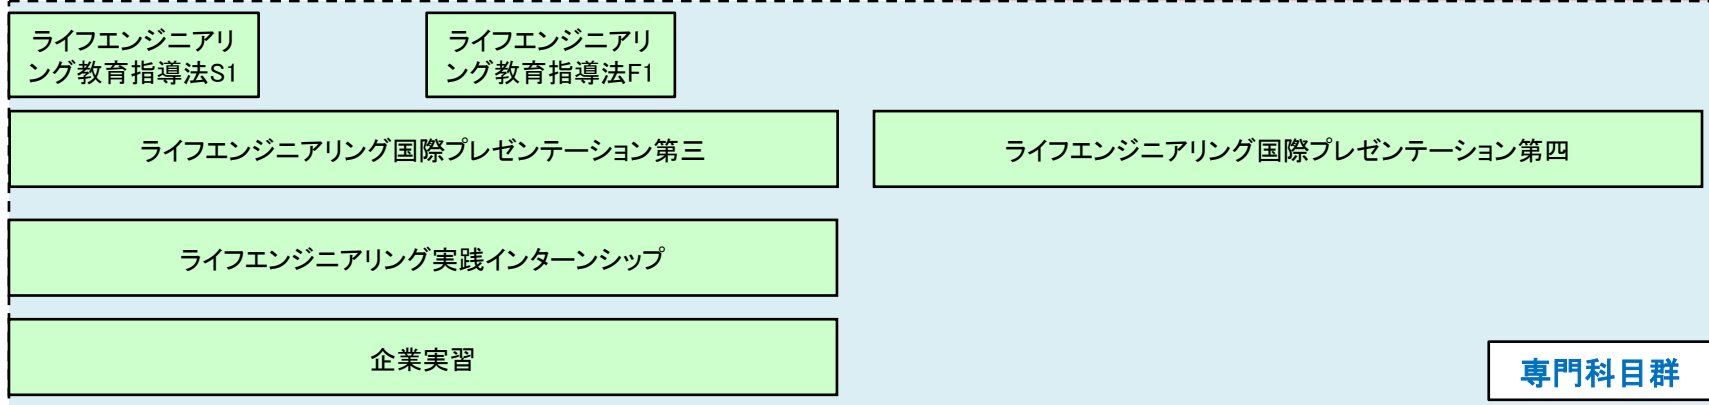 ライフエンジニアリ
ング教育指導法S1
ライフエンジニアリ
ング教育指導法F1
ライフエンジニアリング国際プレゼンテーション第三
ライフエンジニアリング国際プレゼンテーション第四
ライフエンジニアリング実践インターンシップ
企業実習
専門科目群